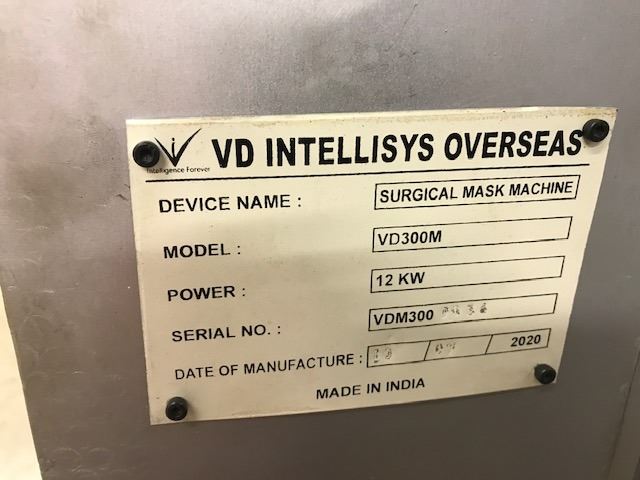 VD INTELLISYS OVERSEAS
Intelligence Forever
DEVICE NAME : SURGICAL MASK MACHINE
MODEL : VD300M
POWER : 12 KW
SERIAL NO. : VDM300
DATE OF MANUFACTURE : / / 2020
MADE IN INDIA